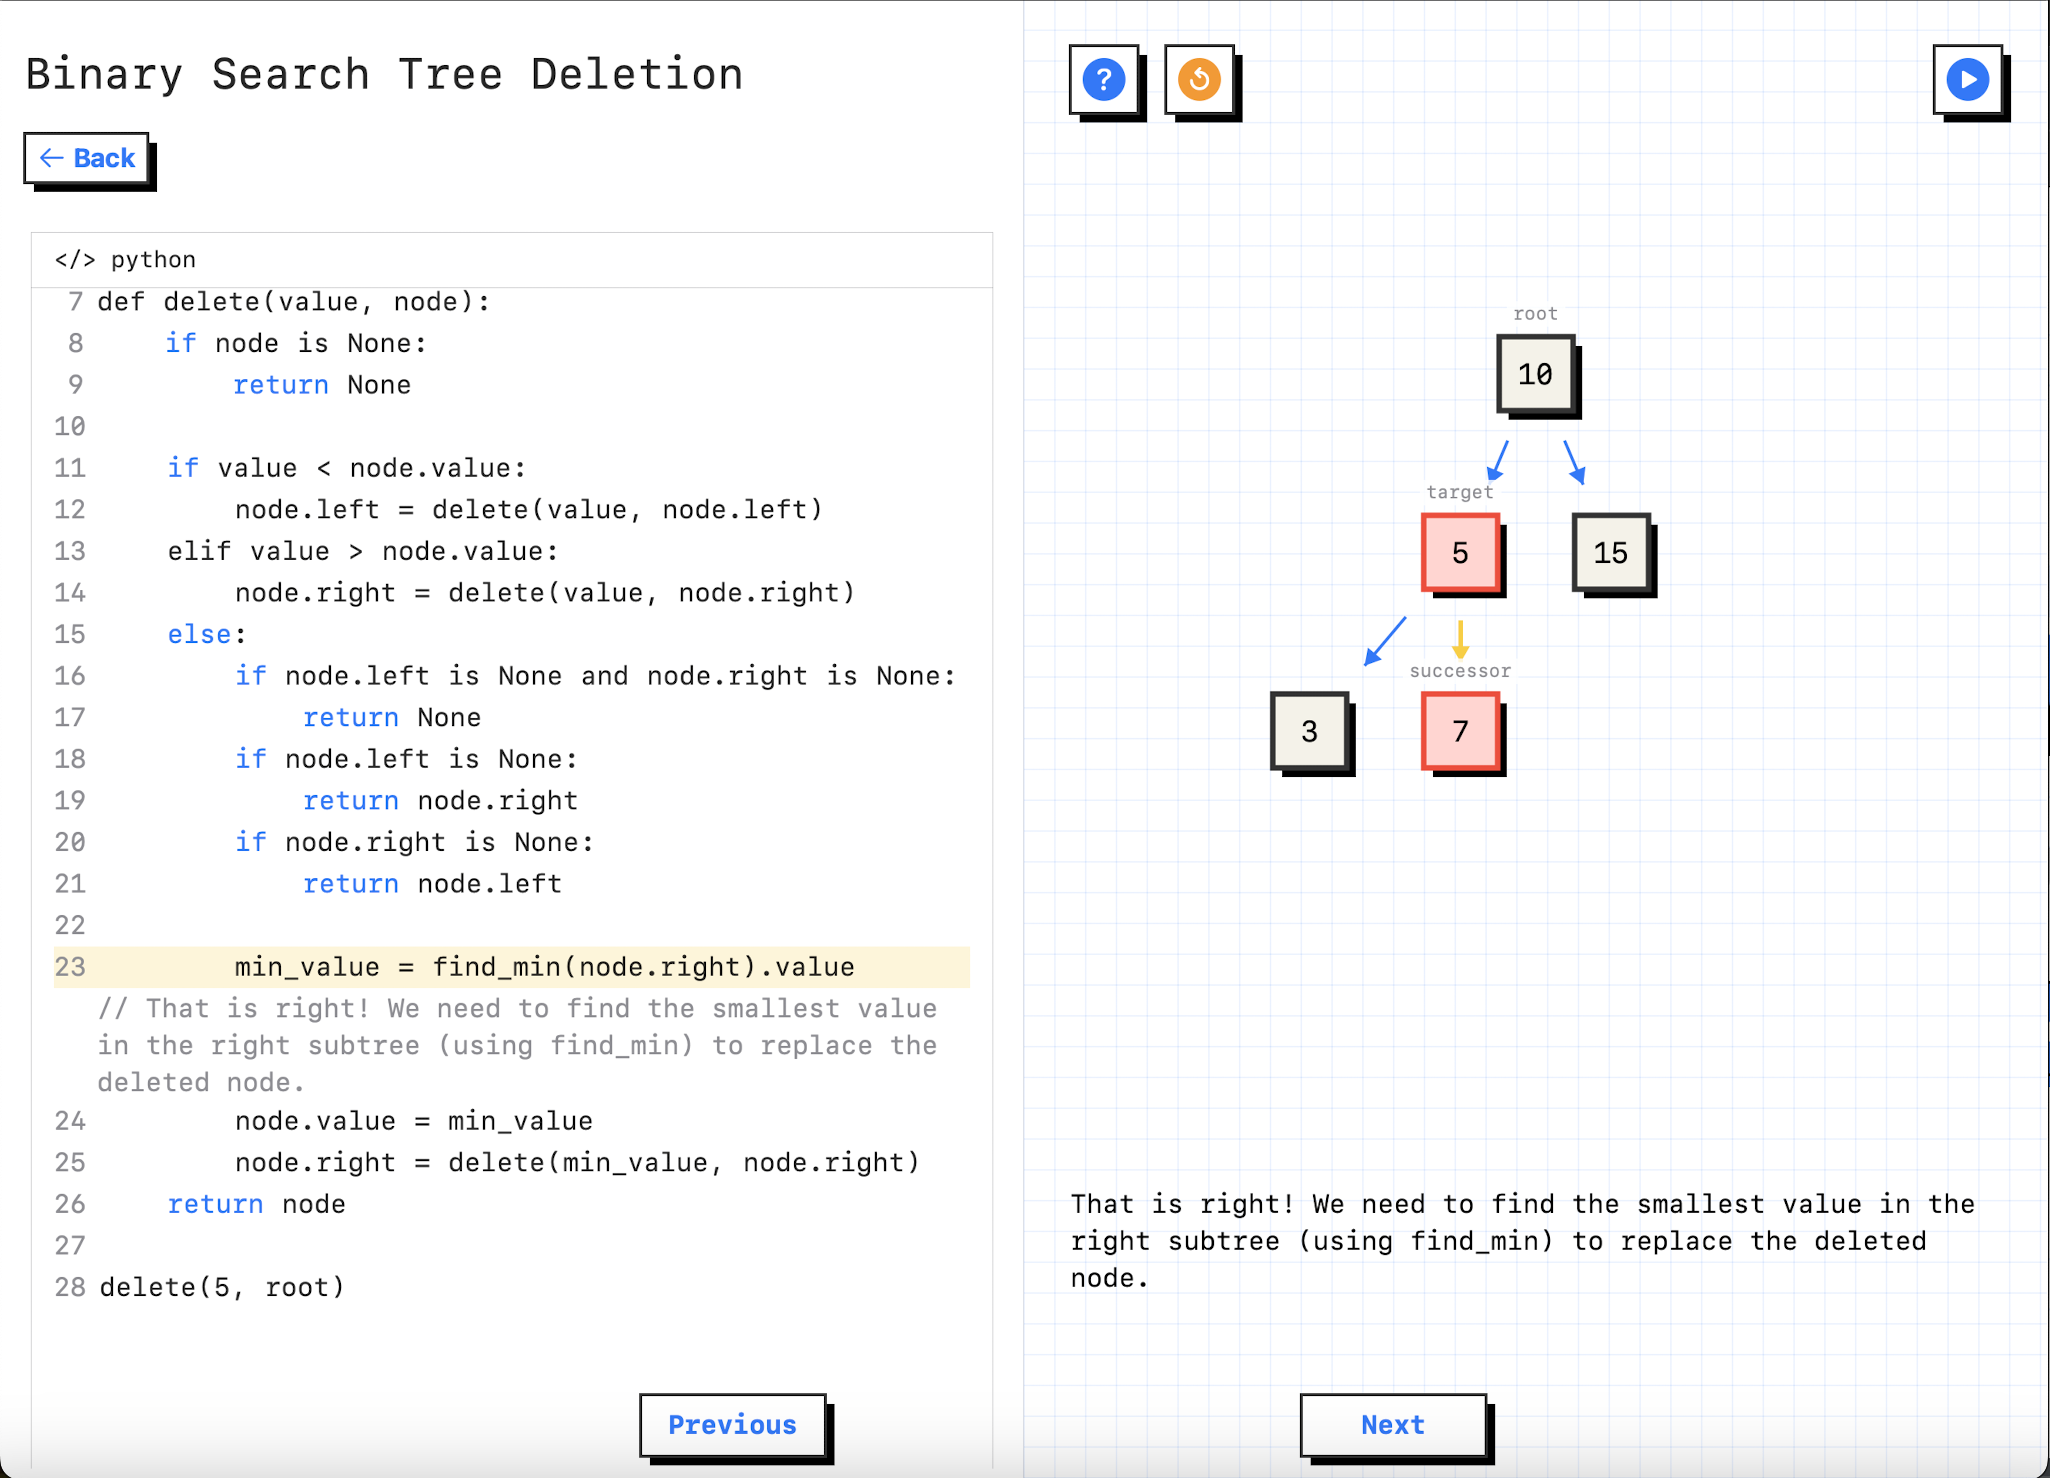 Binary Search Tree Deletion
← Back
</> python
7 def delete(value, node):
8 if node is None:
9 return None
10
11 if value < node.value:
12 node.left = delete(value, node.left)
13 elif value > node.value:
14 node.right = delete(value, node.right)
15 else:
16 if node.left is None and node.right is None:
17 return None
18 if node.left is None:
19 return node.right
20 if node.right is None:
21 return node.left
22
23 min_value = find_min(node.right).value
// That is right! We need to find the smallest value
in the right subtree (using find_min) to replace the
deleted node.
24 node.value = min_value
25 node.right = delete(min_value, node.right)
26 return node
27
28 delete(5, root)
Previous
?
root
10
target
5
15
successor
3
7
That is right! We need to find the smallest value in the
right subtree (using find_min) to replace the deleted
node.
Next